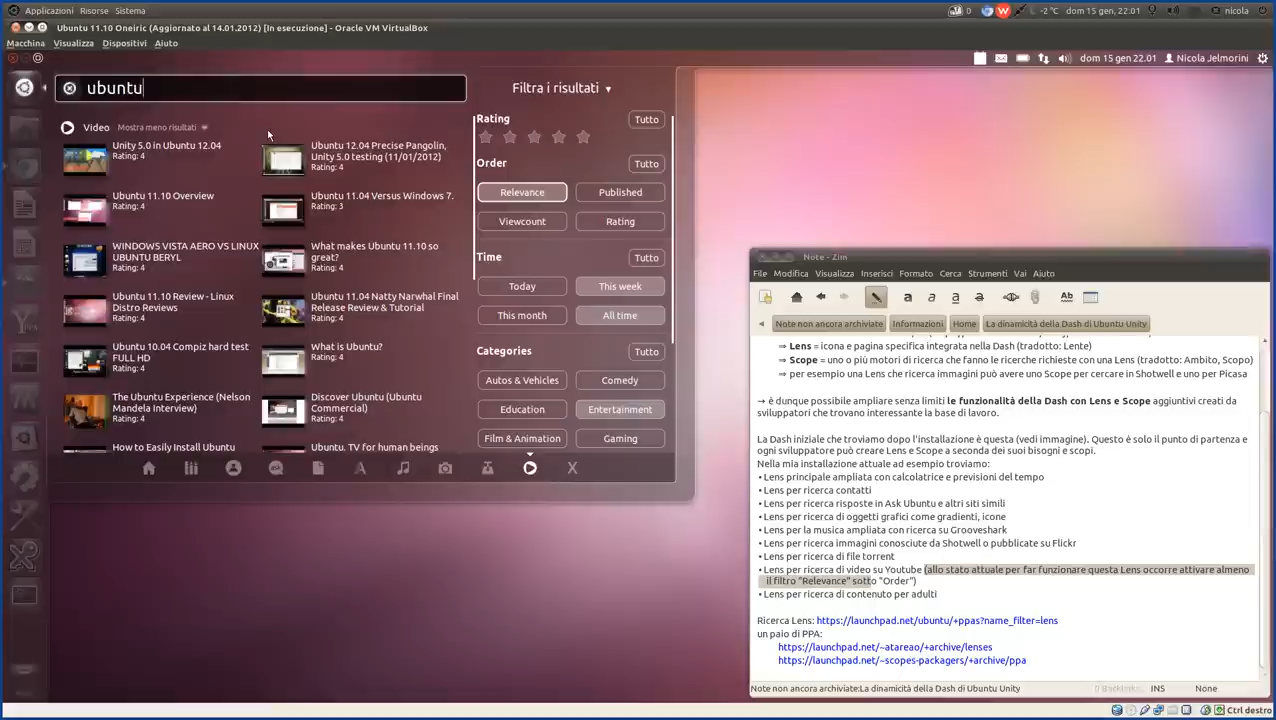 Applicazioni Risorse Sistema
0 -2 °C dom 15 gen, 22.01 nicola
Ubuntu 11.10 Oneiric (Aggiornato al 14.01.2012) [In esecuzione] - Oracle VM VirtualBox
Macchina Visualizza Dispositivi Aiuto
dom 15 gen 22.01 Nicola Jelmorini
ubuntu
Filtra i risultati ▼
Video Mostra meno risultati
Unity 5.0 in Ubuntu 12.04
Rating: 4
Ubuntu 12.04 Precise Pangolin,
Unity 5.0 testing (11/01/2012)
Rating: 4
Ubuntu 11.10 Overview
Rating: 4
Ubuntu 11.04 Versus Windows 7.
Rating: 3
WINDOWS VISTA AERO VS LINUX
UBUNTU BERYL
Rating: 4
What makes Ubuntu 11.10 so
great?
Rating: 4
Ubuntu 11.10 Review - Linux
Distro Reviews
Rating: 4
Ubuntu 11.04 Natty Narwhal Final
Release Review & Tutorial
Rating: 4
Ubuntu 10.04 Compiz hard test
FULL HD
Rating: 4
What is Ubuntu?
Rating: 4
The Ubuntu Experience (Nelson
Mandela Interview)
Rating: 4
Discover Ubuntu (Ubuntu
Commercial)
Rating: 4
How to Easily Install Ubuntu
Ubuntu. TV for human beings
Rating Tutto
Order Tutto
Relevance Published
Viewcount Rating
Time Tutto
Today This week
This month All time
Categories Tutto
Autos & Vehicles Comedy
Education Entertainment
Film & Animation Gaming
Note - Zim
File Modifica Visualizza Inserisci Formato Cerca Strumenti Vai Aiuto
Note non ancora archiviate Informazioni Home La dinamicità della Dash di Ubuntu Unity
⇒ Lens = icona e pagina specifica integrata nella Dash (tradotto: Lente)
⇒ Scope = uno o più motori di ricerca che fanno le ricerche richieste con una Lens (tradotto: Ambito, Scopo)
⇒ per esempio una Lens che ricerca immagini può avere uno Scope per cercare in Shotwell e uno per Picasa
→ è dunque possibile ampliare senza limiti le funzionalità della Dash con Lens e Scope aggiuntivi creati da
sviluppatori che trovano interessante la base di lavoro.
La Dash iniziale che troviamo dopo l'installazione è questa (vedi immagine). Questo è solo il punto di partenza e
ogni sviluppatore può creare Lens e Scope a seconda dei suoi bisogni e scopi.
Nella mia installazione attuale ad esempio troviamo:
• Lens principale ampliata con calcolatrice e previsioni del tempo
• Lens per ricerca contatti
• Lens per ricerca risposte in Ask Ubuntu e altri siti simili
• Lens per ricerca di oggetti grafici come gradienti, icone
• Lens per la musica ampliata con ricerca su Grooveshark
• Lens per ricerca immagini conosciute da Shotwell o pubblicate su Flickr
• Lens per ricerca di file torrent
• Lens per ricerca di video su Youtube (allo stato attuale per far funzionare questa Lens occorre attivare almeno
il filtro "Relevance" sotto "Order")
• Lens per ricerca di contenuto per adulti
Ricerca Lens: https://launchpad.net/ubuntu/+ppas?name_filter=lens
un paio di PPA:
https://launchpad.net/~atareao/+archive/lenses
https://launchpad.net/~scopes-packagers/+archive/ppa
Note non ancora archiviate:La dinamicità della Dash di Ubuntu Unity INS None
Ctrl destro